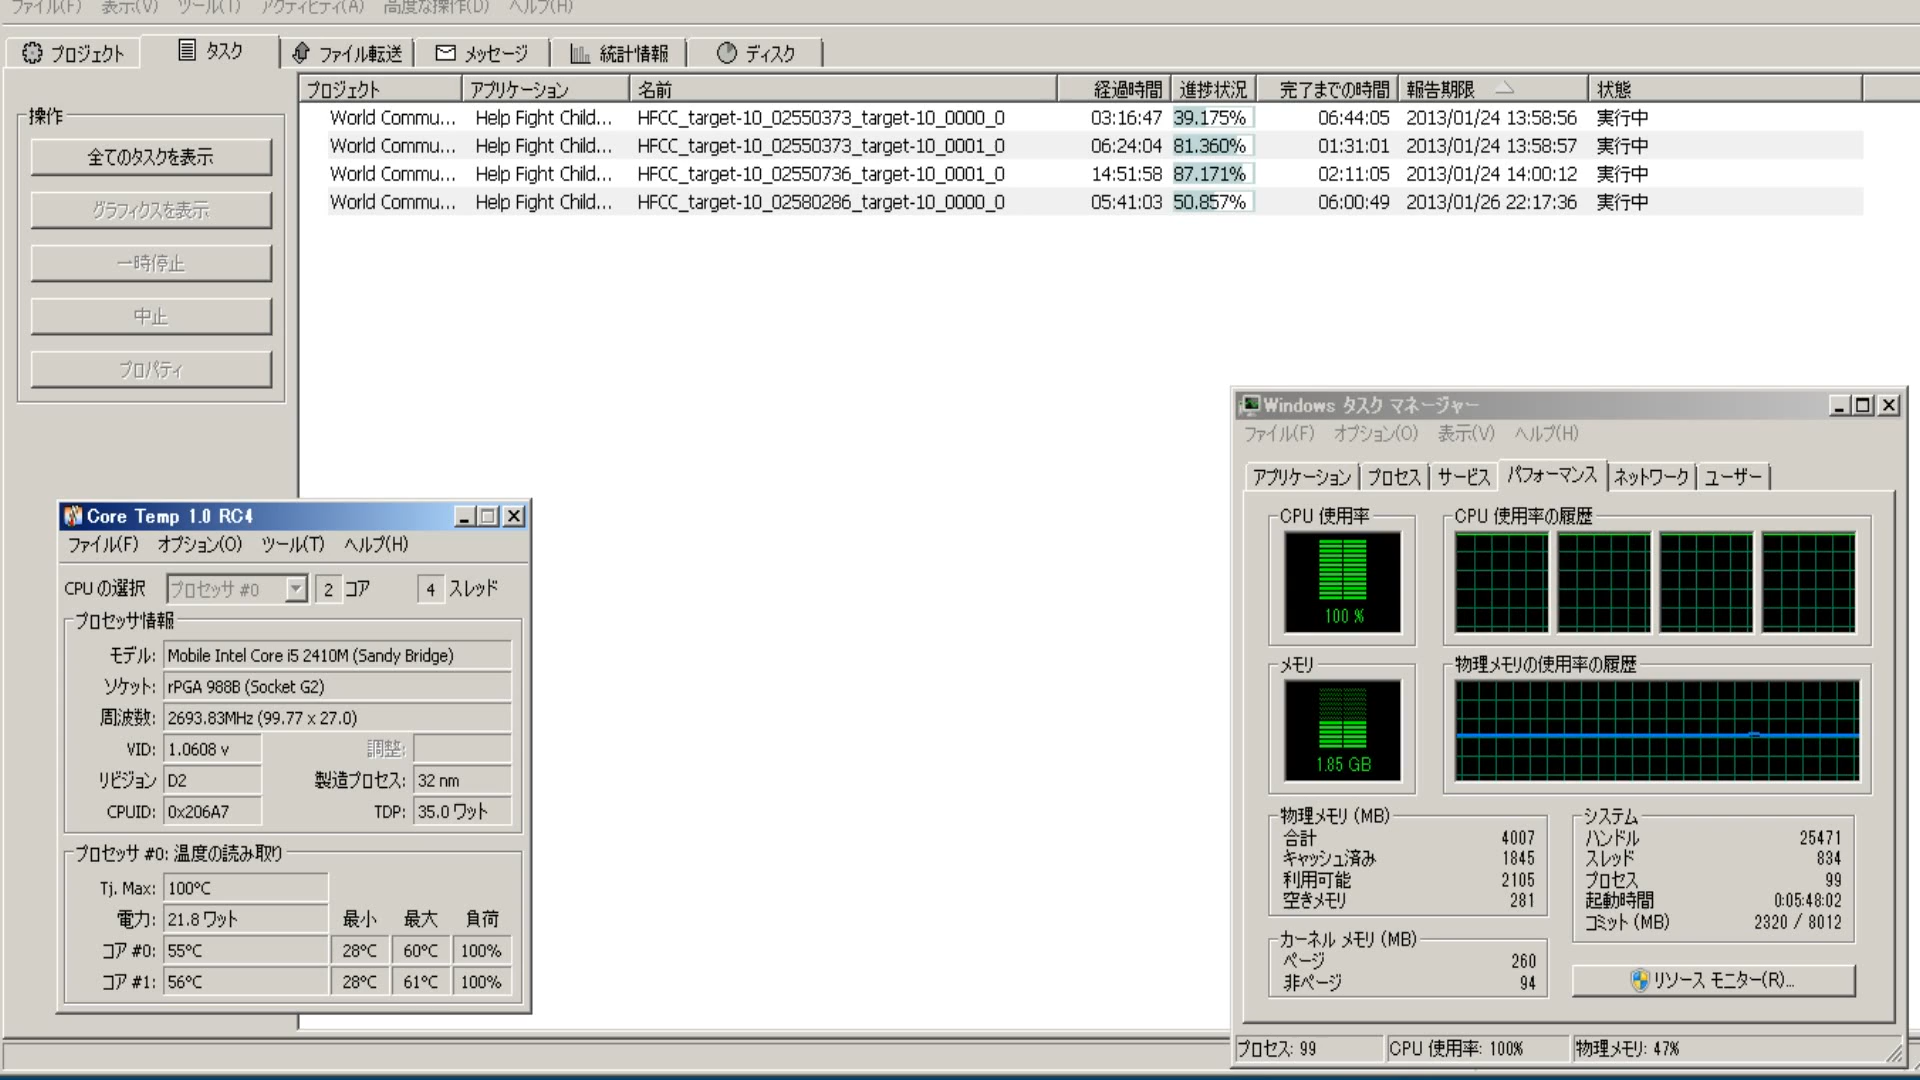 ファイル(F) 表示(V) ツール(T) アクティビティ(A) 高度な操作(D) ヘルプ(H)
プロジェクト タスク ファイル転送 メッセージ 統計情報 ディスク
操作
全てのタスクを表示
グラフィクスを表示
一時停止
中止
プロパティ
プロジェクト アプリケーション 名前 経過時間 進捗状況 完了までの時間 報告期限 状態
World Commu... Help Fight Child... HFCC_target-10_02550373_target-10_0000_0 03:16:47 39.175% 06:44:05 2013/01/24 13:58:56 実行中
World Commu... Help Fight Child... HFCC_target-10_02550373_target-10_0001_0 06:24:04 81.360% 01:31:01 2013/01/24 13:58:57 実行中
World Commu... Help Fight Child... HFCC_target-10_02550736_target-10_0001_0 14:51:58 87.171% 02:11:05 2013/01/24 14:00:12 実行中
World Commu... Help Fight Child... HFCC_target-10_02580286_target-10_0000_0 05:41:03 50.857% 06:00:49 2013/01/26 22:17:36 実行中
Core Temp 1.0 RC4
ファイル(F) オプション(O) ツール(T) ヘルプ(H)
CPU の選択 プロセッサ #0 2 コア 4 スレッド
プロセッサ情報
モデル: Mobile Intel Core i5 2410M (Sandy Bridge)
ソケット: rPGA 988B (Socket G2)
周波数: 2693.83MHz (99.77 x 27.0)
VID: 1.0608 v 調整:
リビジョン D2 製造プロセス: 32 nm
CPUID: 0x206A7 TDP: 35.0 ワット
プロセッサ #0: 温度の読み取り
Tj. Max: 100°C
電力: 21.8 ワット 最小 最大 負荷
コア #0: 55°C 28°C 60°C 100%
コア #1: 56°C 28°C 61°C 100%
Windows タスク マネージャー
ファイル(F) オプション(O) 表示(V) ヘルプ(H)
アプリケーション プロセス サービス パフォーマンス ネットワーク ユーザー
CPU 使用率 CPU 使用率の履歴
100 %
メモリ 物理メモリの使用率の履歴
1.85 GB
物理メモリ (MB)
合計 4007
キャッシュ済み 1845
利用可能 2105
空きメモリ 281
カーネル メモリ (MB)
ページ 260
非ページ 94
システム
ハンドル 25471
スレッド 834
プロセス 99
起動時間 0:05:48:02
コミット (MB) 2320 / 8012
リソース モニター(R)...
プロセス: 99 CPU 使用率: 100% 物理メモリ: 47%